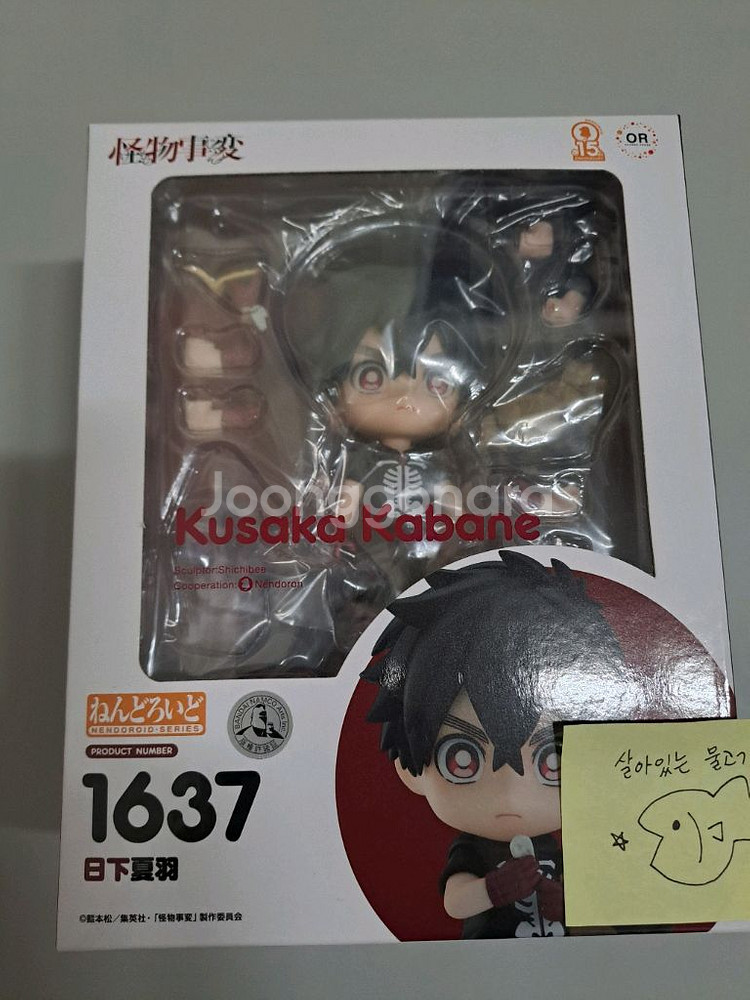 怪物事変
15
OR
Joonggonara
Kusaka Kabane
Sculptor:Shichibee
Cooperation: Nendoron
ねんどろいど
NENDOROID·SERIES
PRODUCT NUMBER
1637
日下夏羽
©藍本松/集英社・「怪物事変」製作委員会
살아있는 물고기